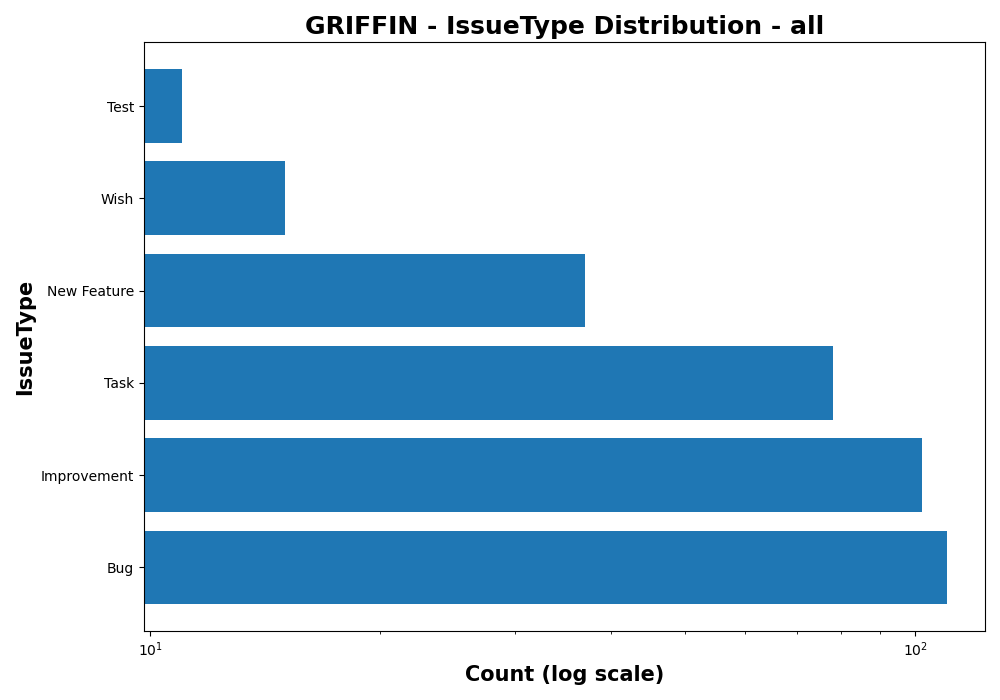 GRIFFIN - IssueType Distribution - all
IssueType
Test
Wish
New Feature
Task
Improvement
Bug
10¹ 10²
Count (log scale)